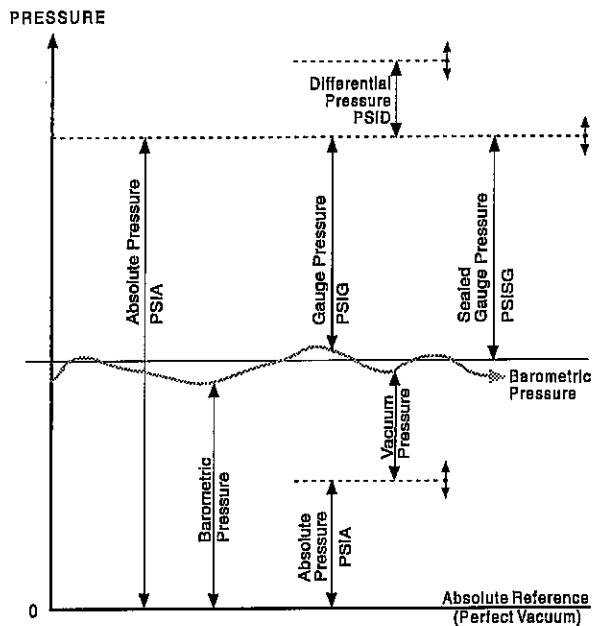 PRESSURE
Differential
Pressure
PSID
Absolute Pressure
PSIA
Gauge Pressure
PSIG
Sealed
Gauge Pressure
PSISG
Barometric
Pressure
Vacuum
Pressure
Barometric
Pressure
Absolute
Pressure
PSIA
0
Absolute Reference
(Perfect Vacuum)